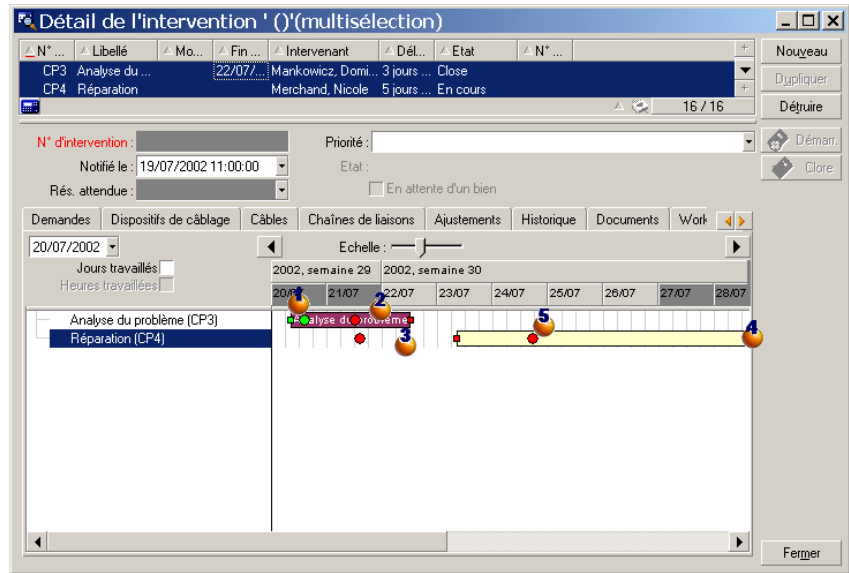 Détail de l'intervention ' ()'(multisélection)
N° ... Libellé Mo... Fin ... Intervenant Dél... Etat N° ...
CP3 Analyse du ... 22/07/... Mankowicz, Domi... 3 jours ... Close
CP4 Réparation Merchand, Nicole 5 jours ... En cours
16 / 16
Nouveau
Dupliquer
Détruire
Démarr.
Clore
N° d'intervention :
Priorité :
Notifié le : 19/07/2002 11:00:00
Etat :
Rés. attendue :
En attente d'un bien
Demandes Dispositifs de câblage Câbles Chaînes de liaisons Ajustements Historique Documents Work
20/07/2002
Echelle :
Jours travaillés
Heures travaillées
2002, semaine 29 2002, semaine 30
20/07 21/07 22/07 23/07 24/07 25/07 26/07 27/07 28/07
1
2
Analyse du problème (CP3)
Analyse du problème
5
Réparation (CP4)
3
4
Fermer